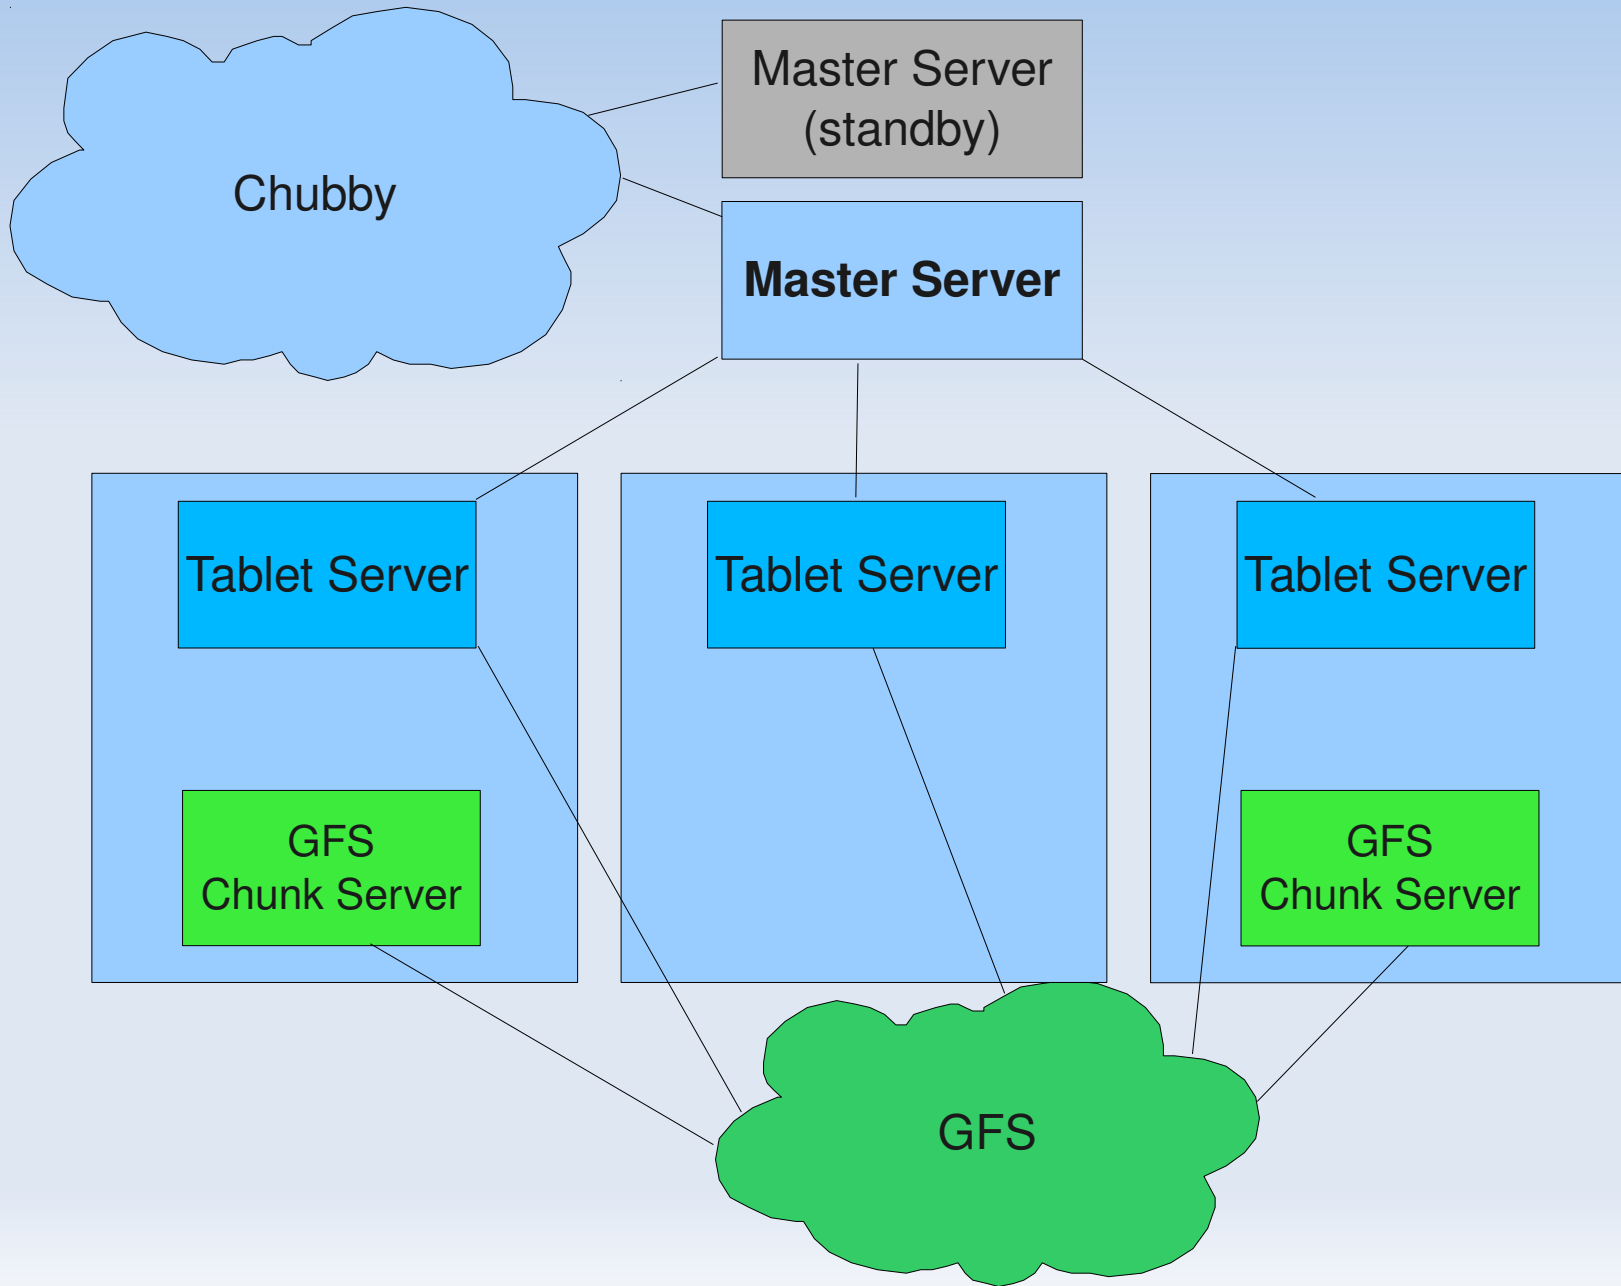 Master Server
(standby)
Chubby
Master Server
Tablet Server
Tablet Server
Tablet Server
GFS
Chunk Server
GFS
Chunk Server
GFS